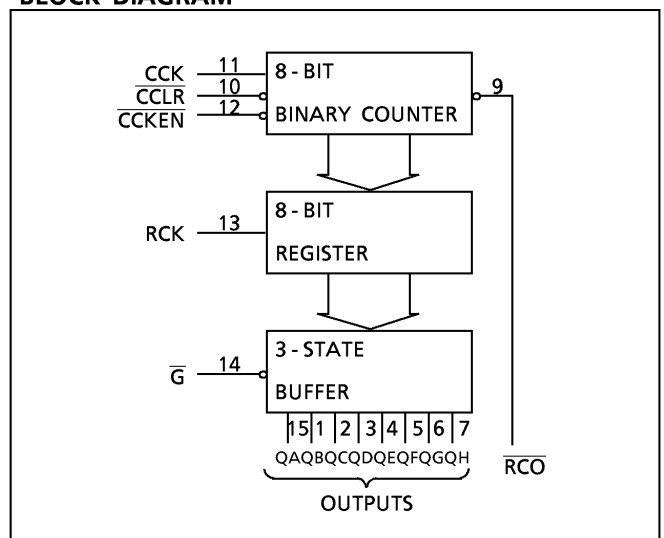 BLOCK DIAGRAM
CCK 11 8-BIT 9
CCLR 10
CCKEN 12 BINARY COUNTER
8-BIT
RCK 13
REGISTER
3-STATE
G 14
BUFFER
15 1 2 3 4 5 6 7
QA QB QC QD QE QF QG QH
RCO
OUTPUTS